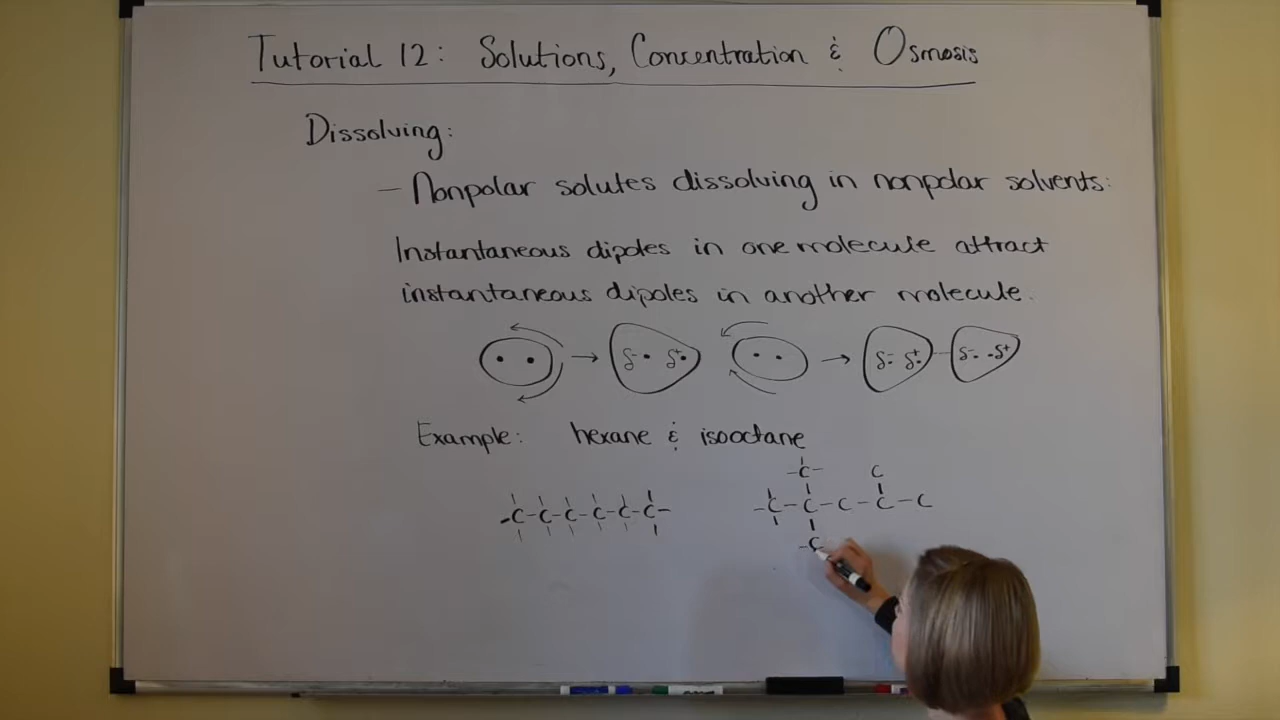 Tutorial 12: Solutions, Concentration & Osmosis
Dissolving:
- Nonpolar solutes dissolving in nonpolar solvents:
Instantaneous dipoles in one molecule attract
instantaneous dipoles in another molecule.
δ- δ+ → δ- δ+ δ- δ+
Example: hexane & isooctane
-C- C
-C-C-C-C-C-C- -C-C-C-C-C
-C